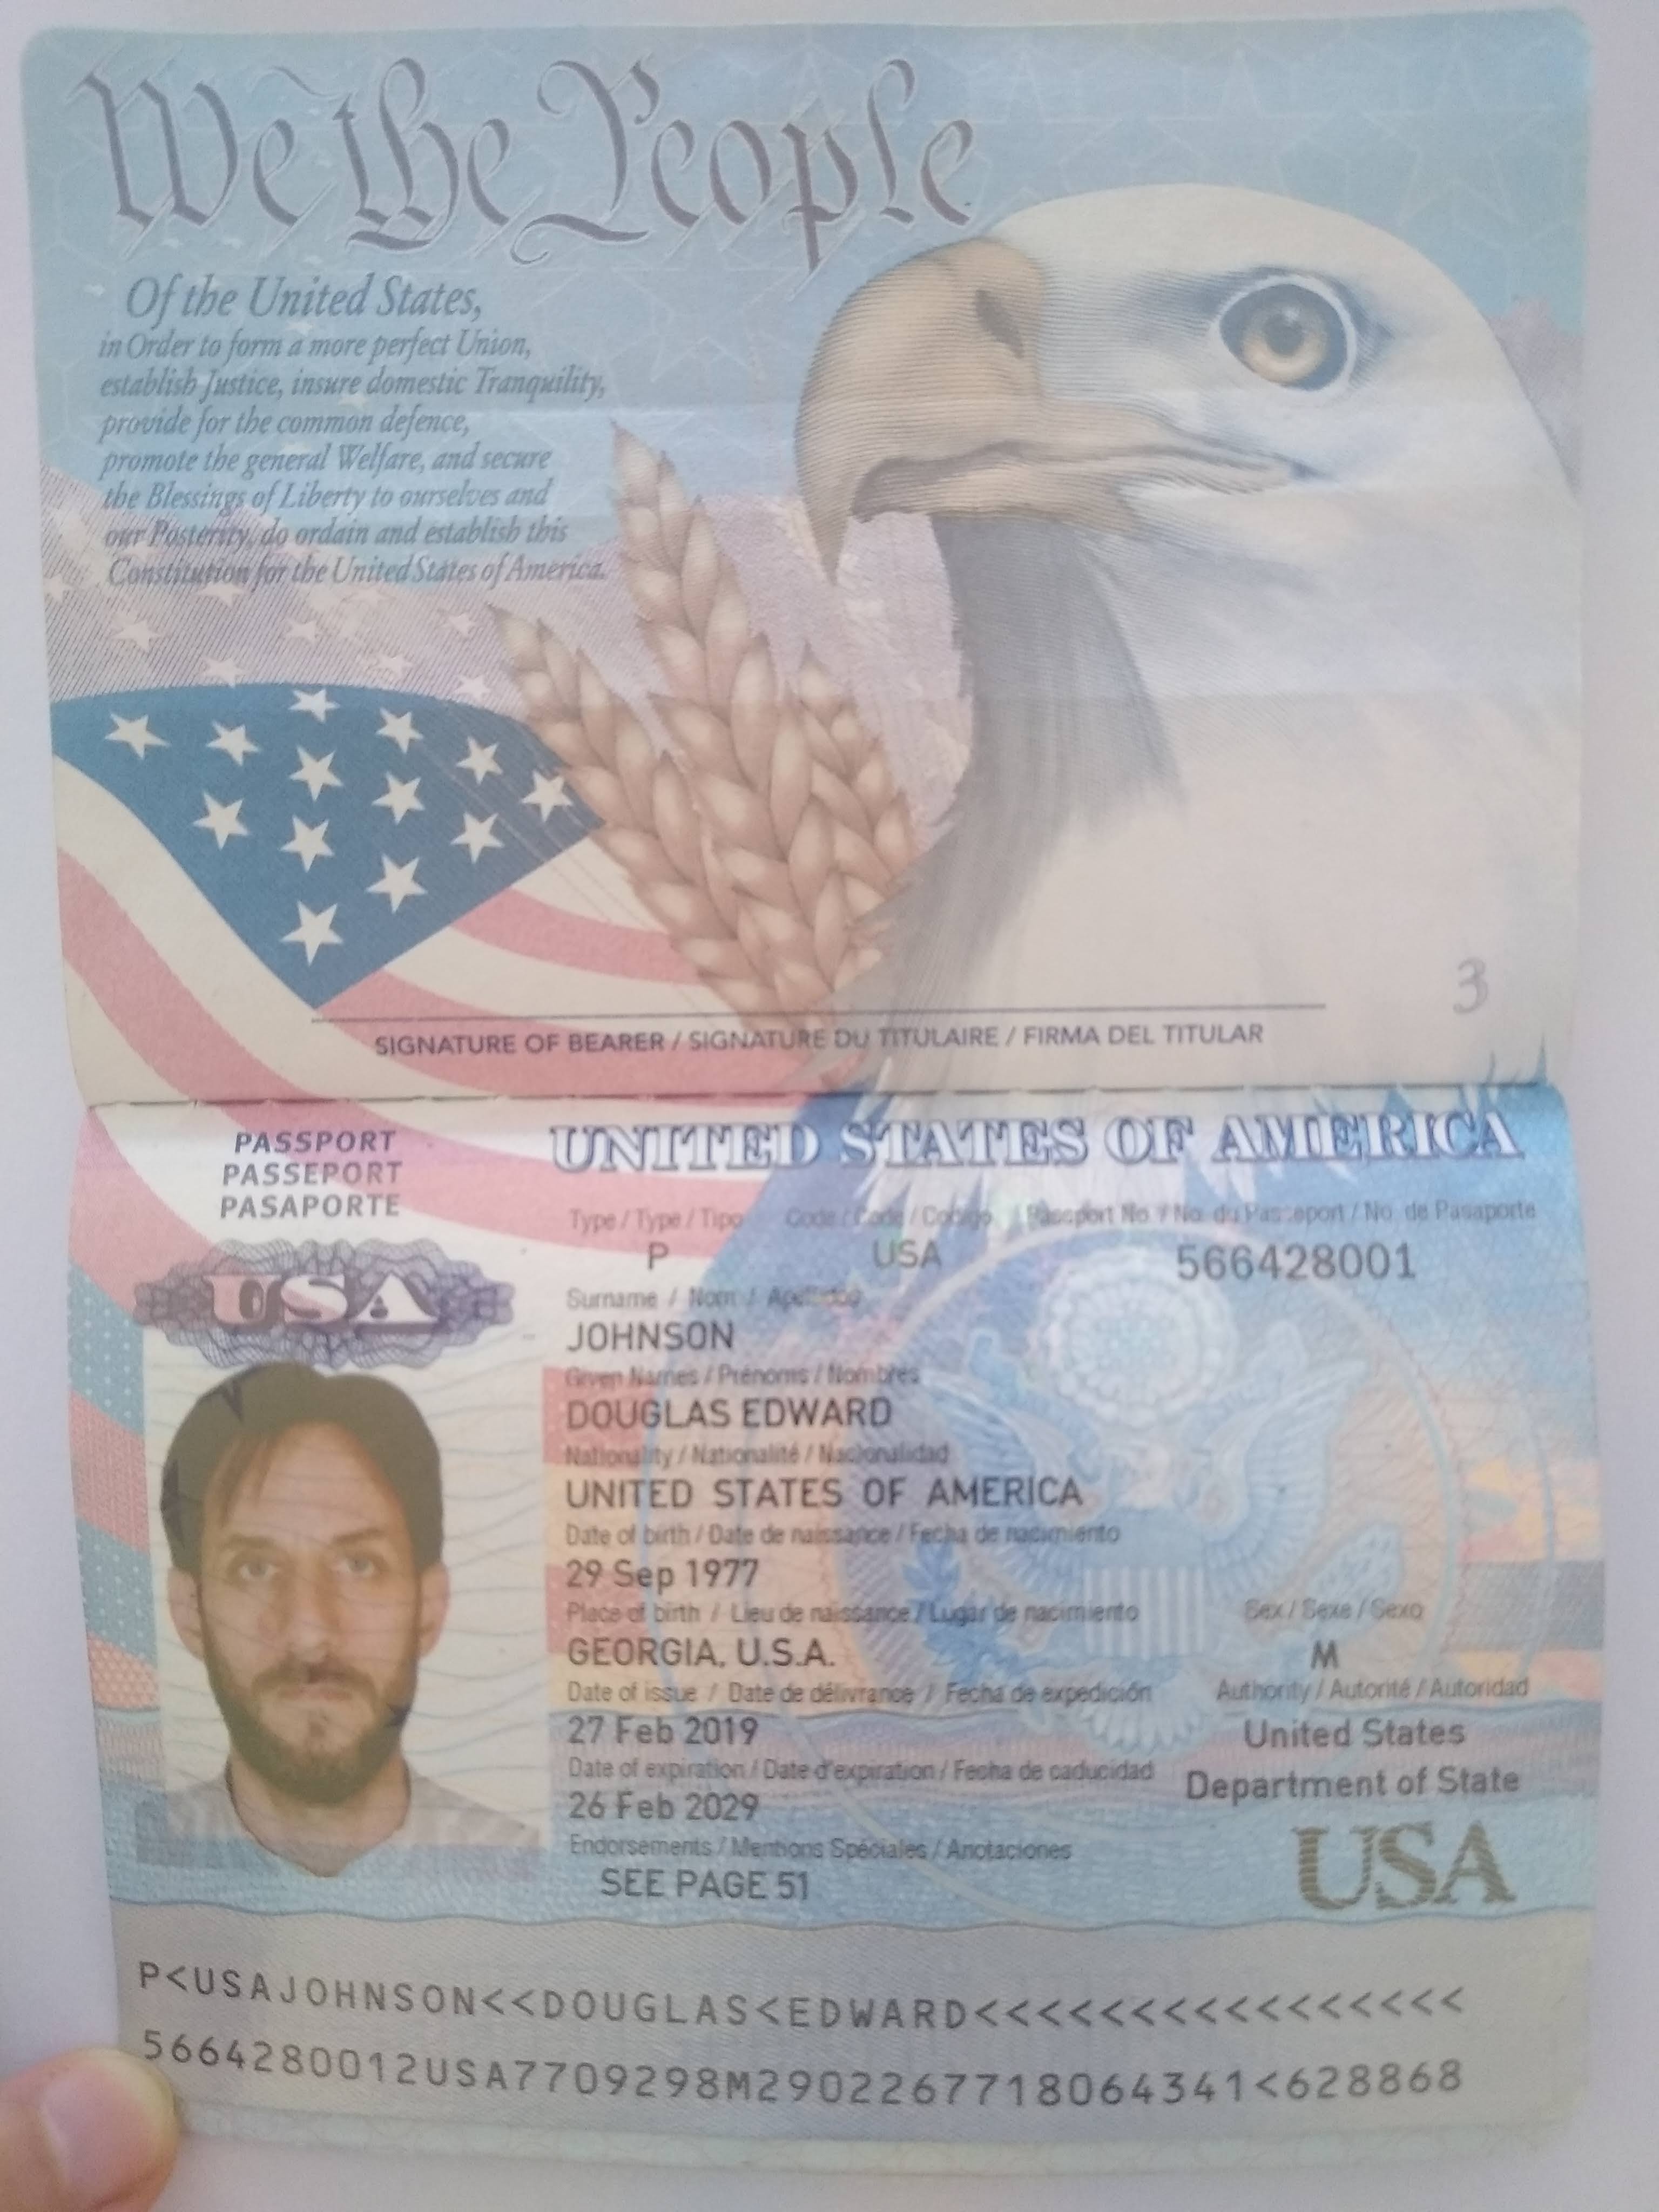 We the People
Of the United States,
in Order to form a more perfect Union,
establish Justice, insure domestic Tranquility,
provide for the common defence,
promote the general Welfare, and secure
the Blessings of Liberty to ourselves and
our Posterity, do ordain and establish this
Constitution for the United States of America.
3
SIGNATURE OF BEARER / SIGNATURE DU TITULAIRE / FIRMA DEL TITULAR
PASSPORT
PASSEPORT
PASAPORTE
USA
UNITED STATES OF AMERICA
Type / Type / Tipo Code / Code / Codigo Passport No. / No. du Passeport / No. de Pasaporte
P USA 566428001
Surname / Nom / Apellidos
JOHNSON
Given Names / Prénoms / Nombres
DOUGLAS EDWARD
Nationality / Nationalité / Nacionalidad
UNITED STATES OF AMERICA
Date of birth / Date de naissance / Fecha de nacimiento
29 Sep 1977
Place of birth / Lieu de naissance / Lugar de nacimiento Sex / Sexe / Sexo
GEORGIA, U.S.A. M
Date of issue / Date de délivrance / Fecha de expedición Authority / Autorité / Autoridad
27 Feb 2019 United States
Date of expiration / Date d'expiration / Fecha de caducidad Department of State
26 Feb 2029
Endorsements / Mentions Spéciales / Anotaciones
SEE PAGE 51
USA
P<USAJOHNSON<<DOUGLAS<EDWARD<<<<<<<<<<<<<<<<
5664280012USA7709298M2902267718064341<628868